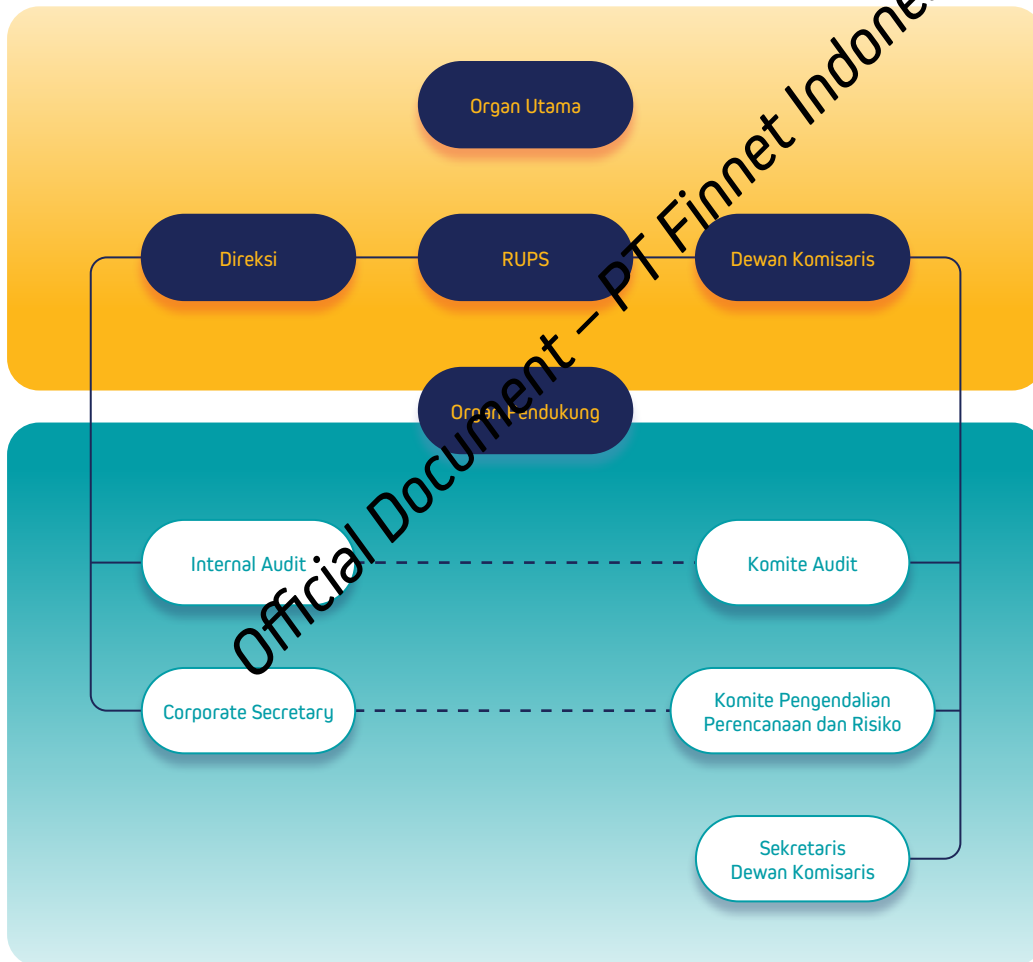 Organ Utama
Direksi
RUPS
Dewan Komisaris
Organ Pendukung
Internal Audit
Komite Audit
Corporate Secretary
Komite Pengendalian
Perencanaan dan Risiko
Sekretaris
Dewan Komisaris
Official Document – PT Finnet